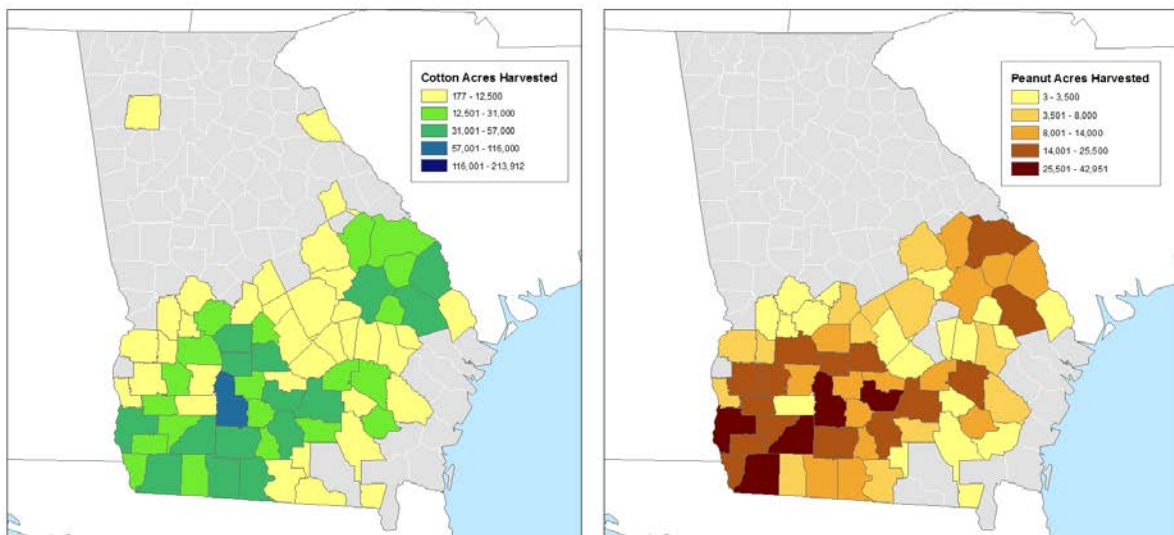 Cotton Acres Harvested
177 - 12,500
12,501 - 31,000
31,001 - 57,000
57,001 - 116,000
116,001 - 213,912
Peanut Acres Harvested
3 - 3,500
3,501 - 8,000
8,001 - 14,000
14,001 - 25,500
25,501 - 42,951